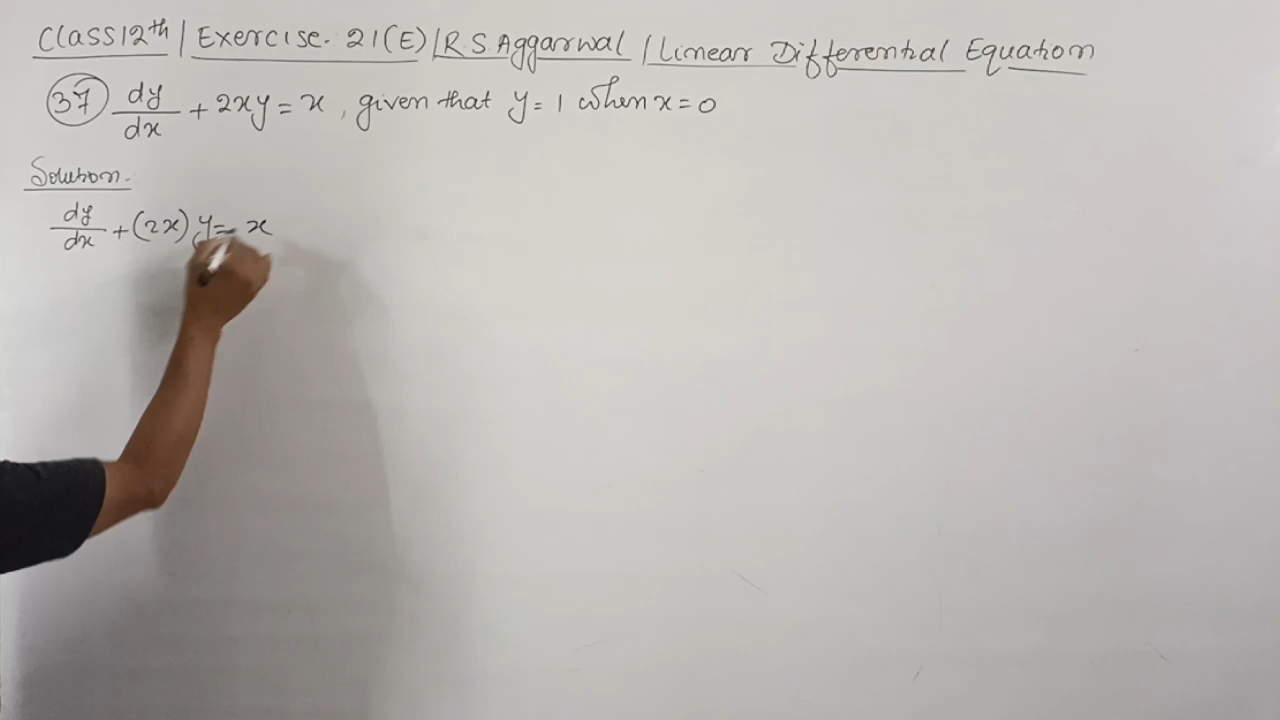 Class 12th | Exercise. 21(E) | R.S. Aggarwal | Linear Differential Equation
37 dy/dx + 2xy = x, given that y = 1 when x = 0
Solution.
dy/dx + (2x) y = x